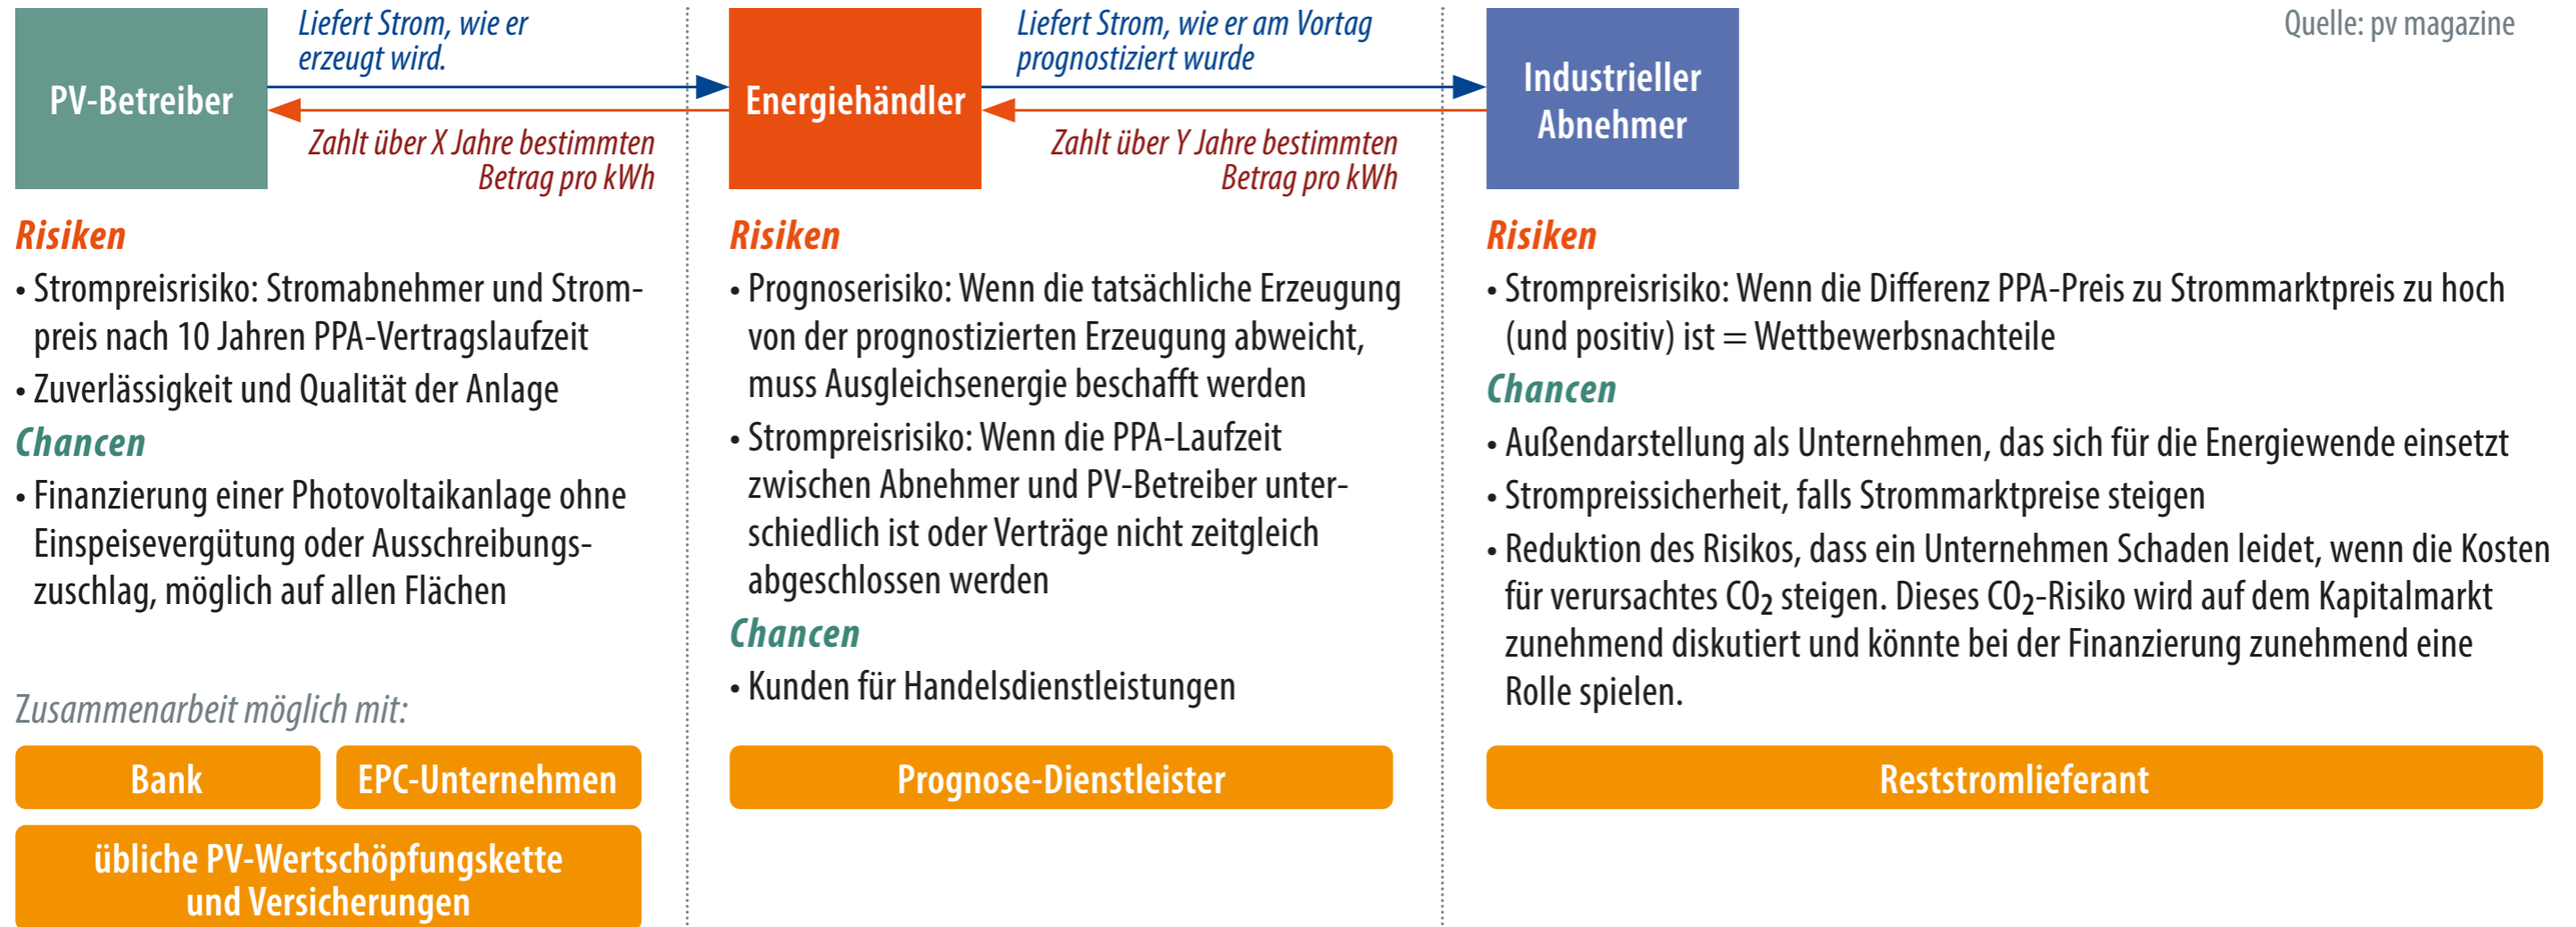 PV-Betreiber
Liefert Strom, wie er
erzeugt wird.
Zahlt über X Jahre bestimmten
Betrag pro kWh
Energiehändler
Liefert Strom, wie er am Vortag
prognostiziert wurde
Zahlt über Y Jahre bestimmten
Betrag pro kWh
Industrieller
Abnehmer
Quelle: pv magazine
Risiken
• Strompreisrisiko: Stromabnehmer und Strom-
preis nach 10 Jahren PPA-Vertragslaufzeit
• Zuverlässigkeit und Qualität der Anlage
Chancen
• Finanzierung einer Photovoltaikanlage ohne
Einspeisevergütung oder Ausschreibungs-
zuschlag, möglich auf allen Flächen
Zusammenarbeit möglich mit:
Bank
EPC-Unternehmen
übliche PV-Wertschöpfungskette
und Versicherungen
Risiken
• Prognoserisiko: Wenn die tatsächliche Erzeugung
von der prognostizierten Erzeugung abweicht,
muss Ausgleichsenergie beschafft werden
• Strompreisrisiko: Wenn die PPA-Laufzeit
zwischen Abnehmer und PV-Betreiber unter-
schiedlich ist oder Verträge nicht zeitgleich
abgeschlossen werden
Chancen
• Kunden für Handelsdienstleistungen
Prognose-Dienstleister
Risiken
• Strompreisrisiko: Wenn die Differenz PPA-Preis zu Strommarktpreis zu hoch
(und positiv) ist = Wettbewerbsnachteile
Chancen
• Außendarstellung als Unternehmen, das sich für die Energiewende einsetzt
• Strompreissicherheit, falls Strommarktpreise steigen
• Reduktion des Risikos, dass ein Unternehmen Schaden leidet, wenn die Kosten
für verursachtes CO₂ steigen. Dieses CO₂-Risiko wird auf dem Kapitalmarkt
zunehmend diskutiert und könnte bei der Finanzierung zunehmend eine
Rolle spielen.
Reststromlieferant